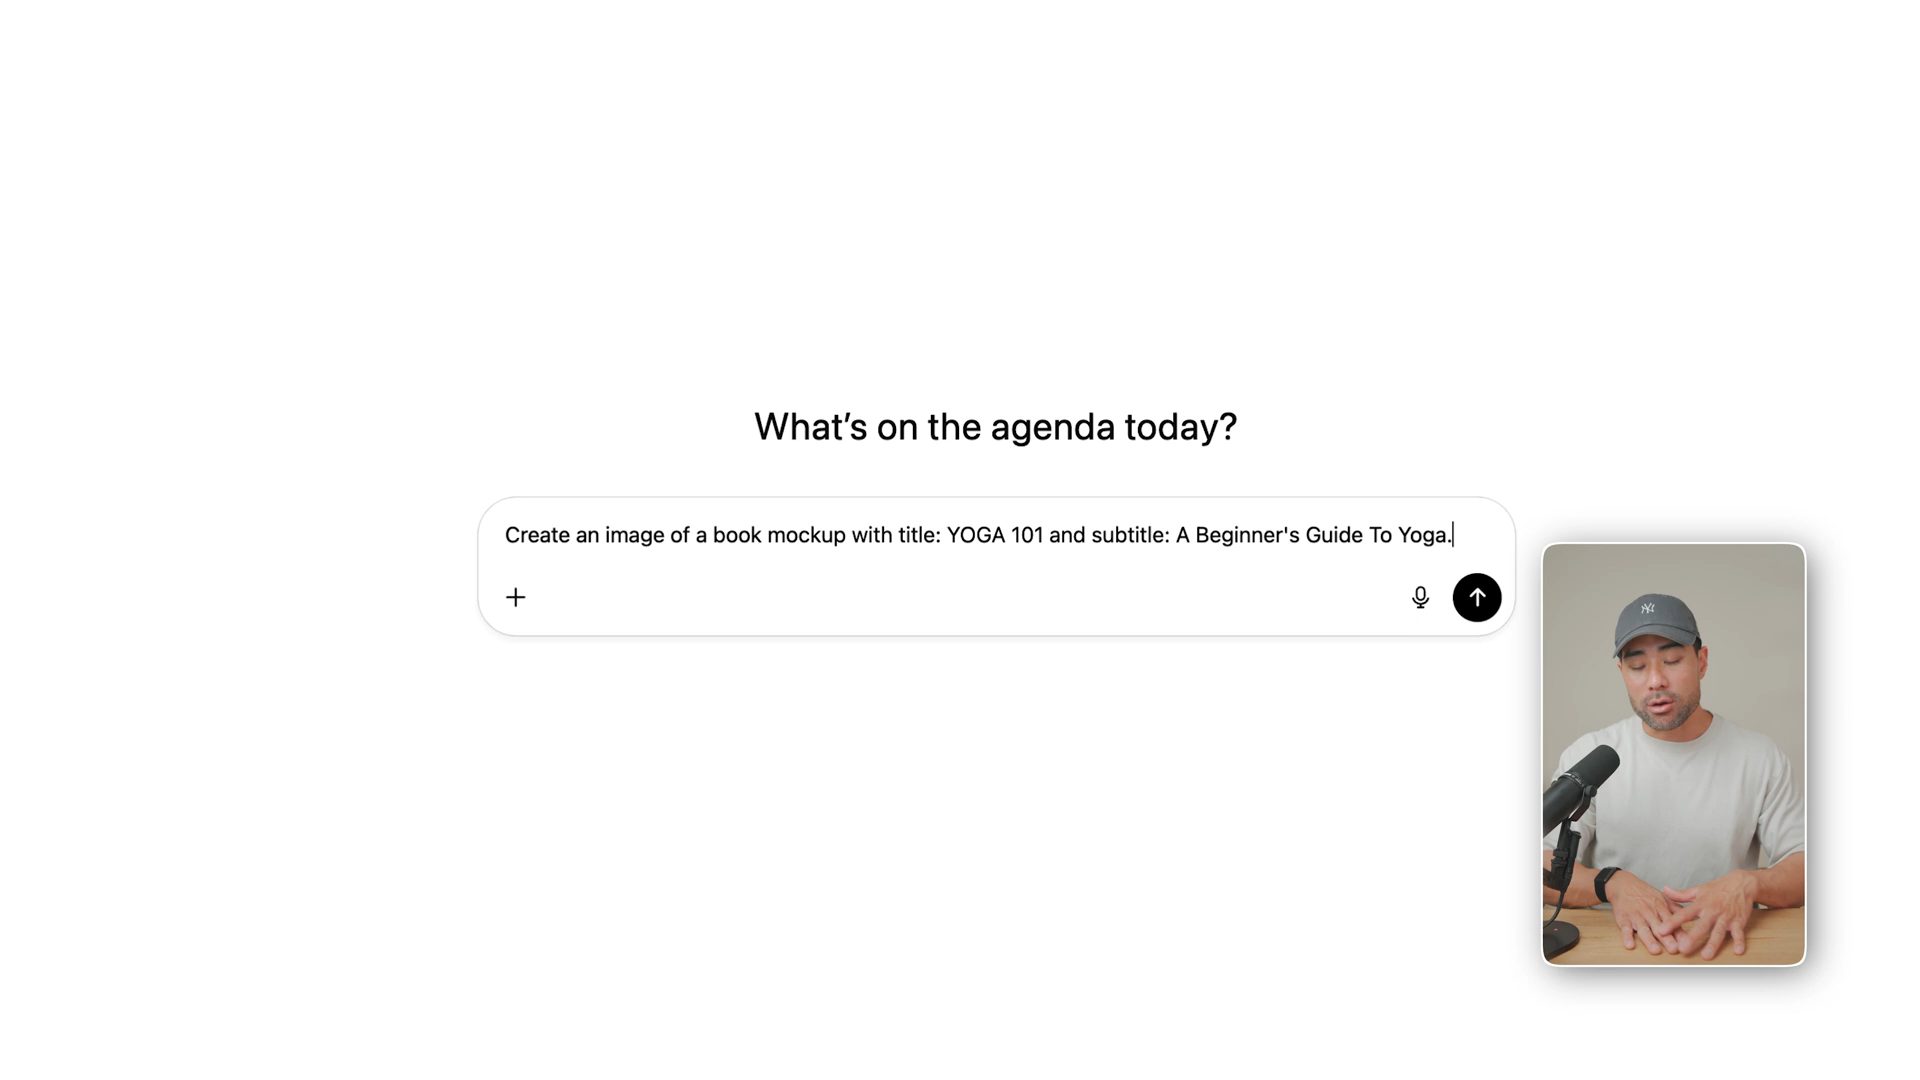 What’s on the agenda today?
Create an image of a book mockup with title: YOGA 101 and subtitle: A Beginner's Guide To Yoga.
NY